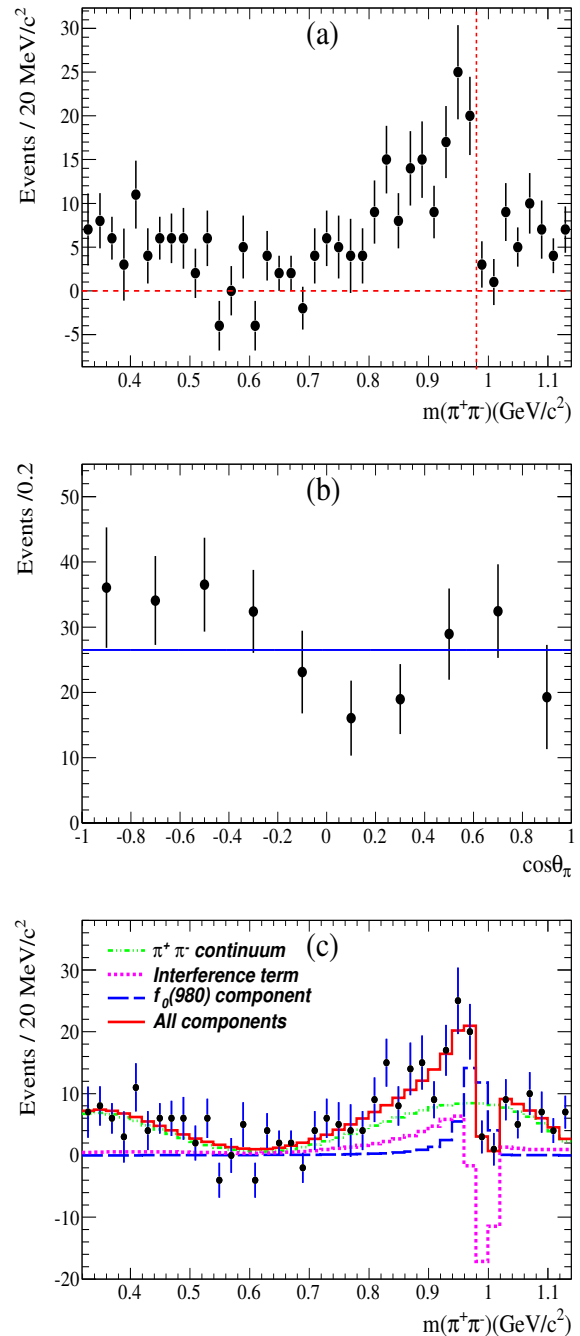 (a)
Events / 20 MeV/c²
30
25
20
15
10
5
0
-5
0.4 0.5 0.6 0.7 0.8 0.9 1 1.1
m(π⁺π⁻)(GeV/c²)
(b)
Events /0.2
50
40
30
20
10
0
-1 -0.8 -0.6 -0.4 -0.2 0 0.2 0.4 0.6 0.8 1
cosθπ
(c)
Events / 20 MeV/c²
30
20
10
0
-10
-20
π⁺ π⁻ continuum
Interference term
f₀(980) component
All components
0.4 0.5 0.6 0.7 0.8 0.9 1 1.1
m(π⁺π⁻)(GeV/c²)